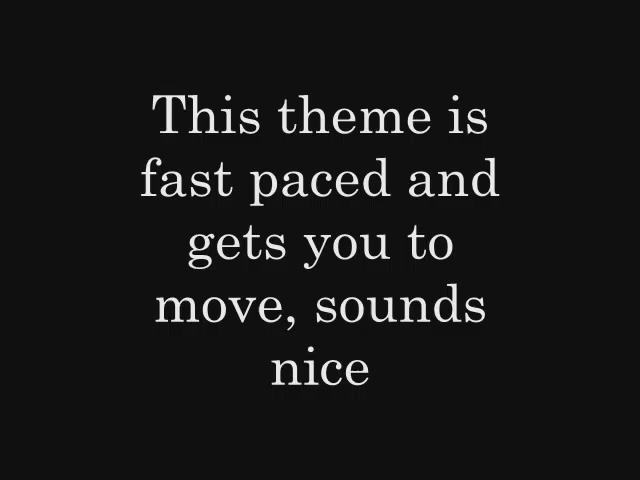 This theme is
fast paced and
gets you to
move, sounds
nice